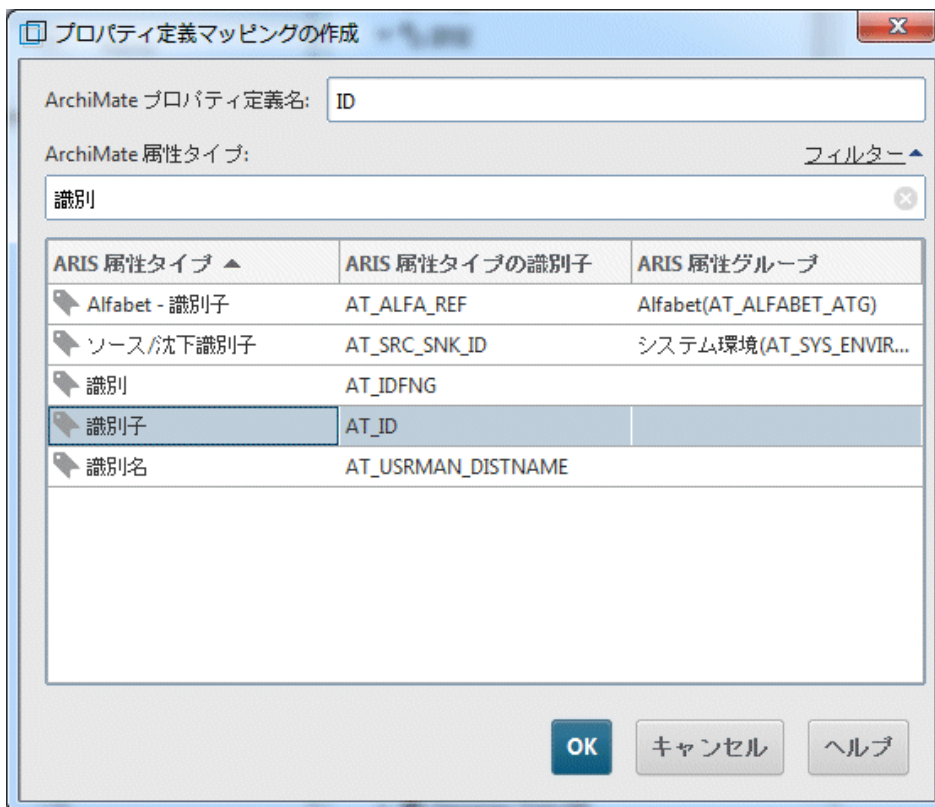 プロパティ定義マッピングの作成
ArchiMate プロパティ定義名: ID
ArchiMate 属性タイプ: フィルター
識別
ARIS 属性タイプ ARIS 属性タイプの識別子 ARIS 属性グループ
Alfabet - 識別子 AT_ALFA_REF Alfabet(AT_ALFABET_ATG)
ソース/沈下識別子 AT_SRC_SNK_ID システム環境(AT_SYS_ENVIR...
識別 AT_IDFNG
識別子 AT_ID
識別名 AT_USRMAN_DISTNAME
OK キャンセル ヘルプ